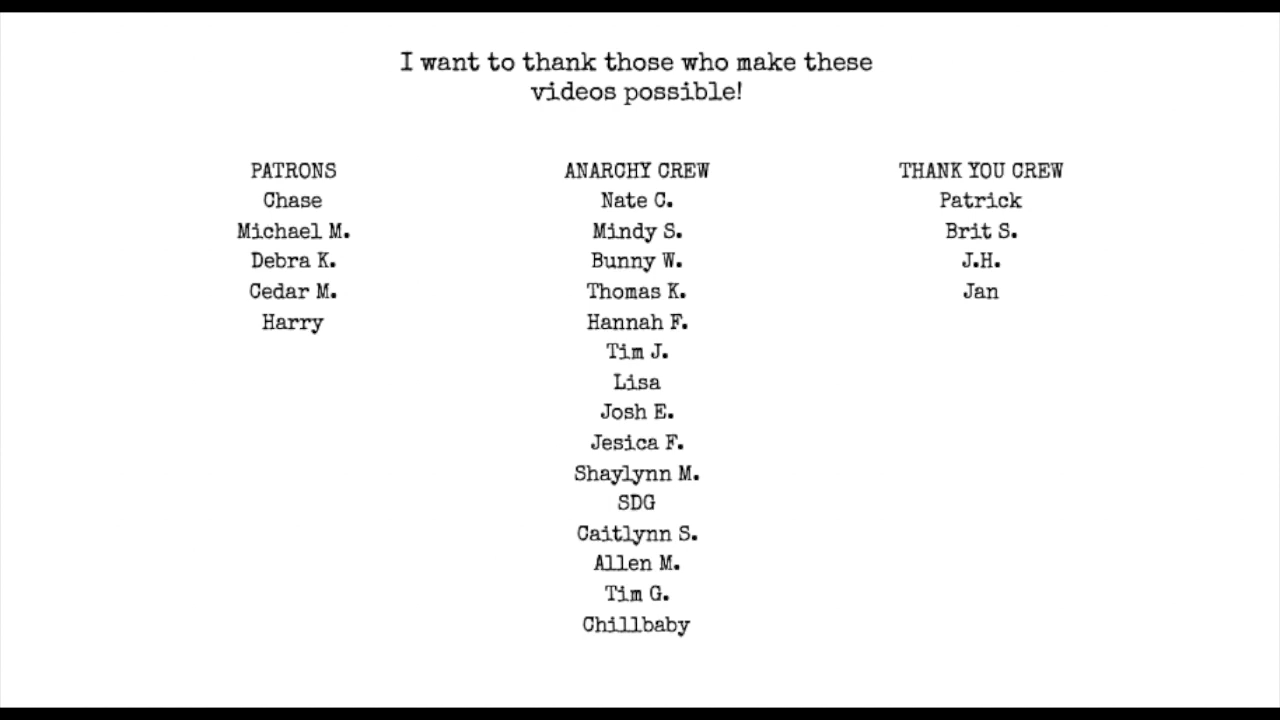 I want to thank those who make these
videos possible!
PATRONS
Chase
Michael M.
Debra K.
Cedar M.
Harry
ANARCHY CREW
Nate C.
Mindy S.
Bunny W.
Thomas K.
Hannah F.
Tim J.
Lisa
Josh E.
Jesica F.
Shaylynn M.
SDG
Caitlynn S.
Allen M.
Tim G.
Chillbaby
THANK YOU CREW
Patrick
Brit S.
J.H.
Jan